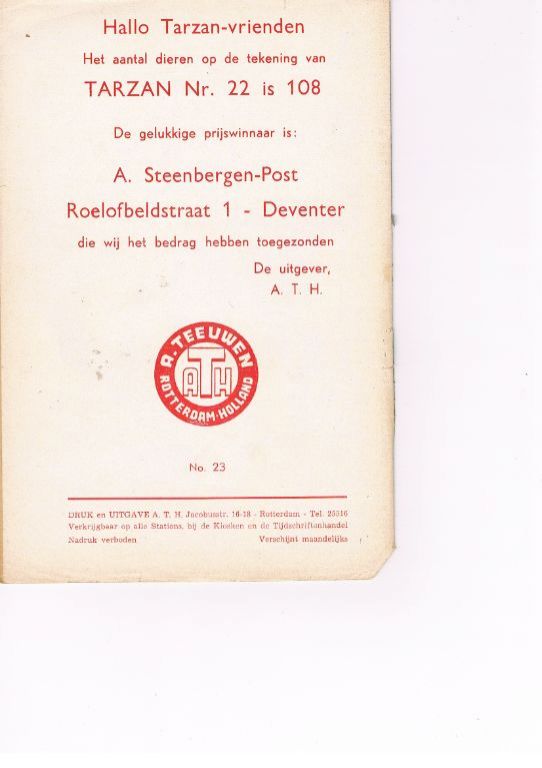 Hallo Tarzan-vrienden
Het aantal dieren op de tekening van
TARZAN Nr. 22 is 108
De gelukkige prijswinnaar is:
A. Steenbergen-Post
Roelofbeldstraat 1 - Deventer
die wij het bedrag hebben toegezonden
De uitgever,
A. T. H.
A. TEEUWEN
ATH
ROTTERDAM-HOLLAND
No. 23
DRUK en UITGAVE A. T. H. Jacobusstr. 16-18 - Rotterdam - Tel. 25316
Verkrijgbaar op alle Stations, bij de Kiosken en de Tijdschriftenhandel
Nadruk verboden Verschijnt maandelijks